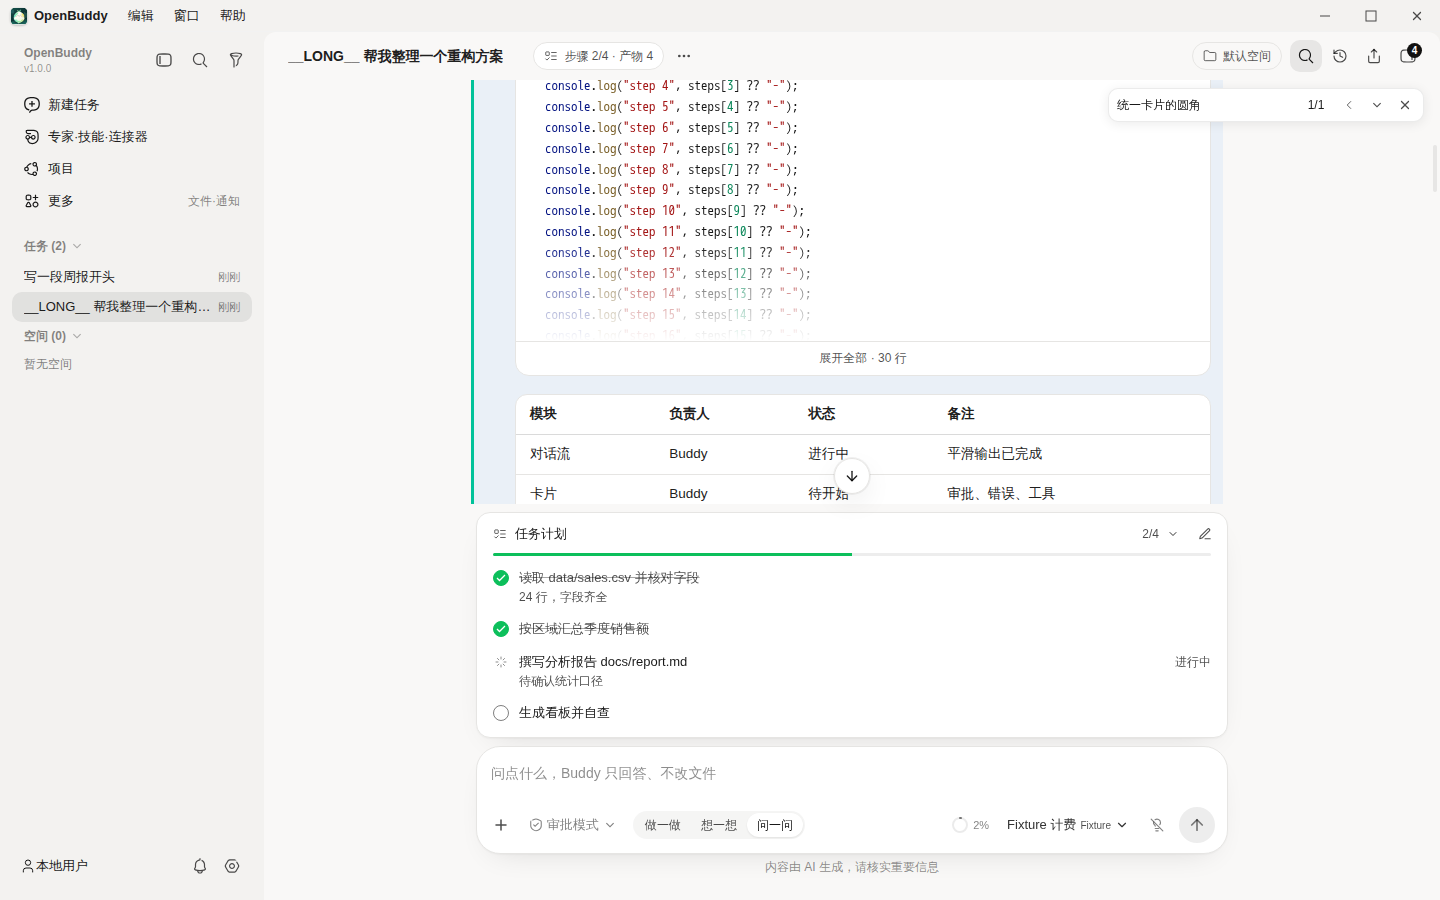 OpenBuddy 编辑 窗口 帮助
OpenBuddy
v1.0.0
新建任务
专家·技能·连接器
项目
更多 文件·通知
任务 (2)
写一段周报开头 刚刚
__LONG__ 帮我整理一个重构… 刚刚
空间 (0)
暂无空间
本地用户
__LONG__ 帮我整理一个重构方案 步骤 2/4 · 产物 4
默认空间 4
统一卡片的圆角 1/1
console.log("step 4", steps[3] ?? "-");
console.log("step 5", steps[4] ?? "-");
console.log("step 6", steps[5] ?? "-");
console.log("step 7", steps[6] ?? "-");
console.log("step 8", steps[7] ?? "-");
console.log("step 9", steps[8] ?? "-");
console.log("step 10", steps[9] ?? "-");
console.log("step 11", steps[10] ?? "-");
console.log("step 12", steps[11] ?? "-");
console.log("step 13", steps[12] ?? "-");
console.log("step 14", steps[13] ?? "-");
console.log("step 15", steps[14] ?? "-");
console.log("step 16", steps[15] ?? "-");
展开全部 · 30 行
模块 负责人 状态 备注
对话流 Buddy 进行中 平滑输出已完成
卡片 Buddy 待开始 审批、错误、工具
任务计划 2/4
读取 data/sales.csv 并核对字段
24 行，字段齐全
按区域汇总季度销售额
撰写分析报告 docs/report.md 进行中
待确认统计口径
生成看板并自查
问点什么，Buddy 只回答、不改文件
审批模式 做一做 想一想 问一问 2% Fixture 计费 Fixture
内容由 AI 生成，请核实重要信息